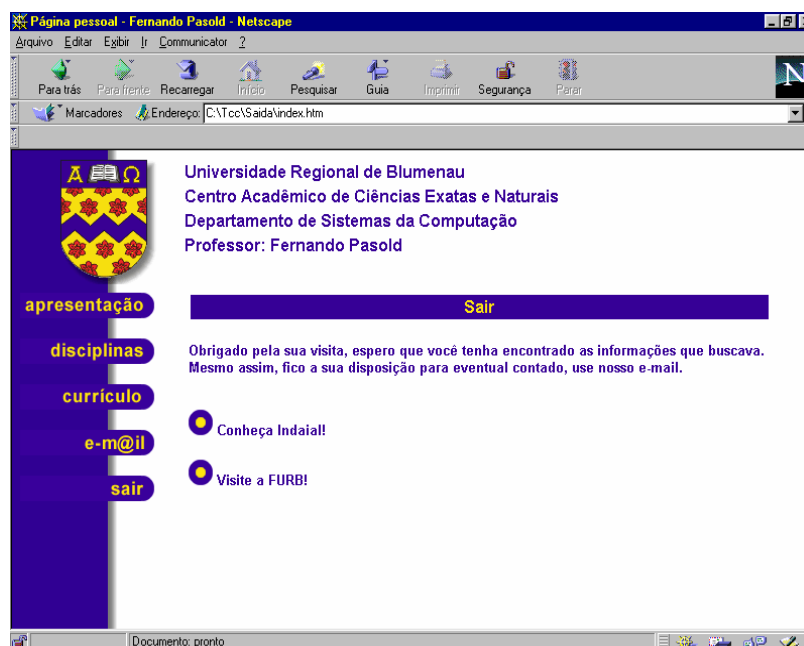 Página pessoal - Fernando Pasold - Netscape
Arquivo Editar Exibir Ir Communicator ?
Para trás Para frente Recarregar Início Pesquisar Guia Imprimir Segurança Parar
N
Marcadores Endereço: C:\Tcc\Saida\index.htm
Α Ω
Universidade Regional de Blumenau
Centro Acadêmico de Ciências Exatas e Naturais
Departamento de Sistemas da Computação
Professor: Fernando Pasold
apresentação
disciplinas
currículo
e-m@il
sair
Sair
Obrigado pela sua visita, espero que você tenha encontrado as informações que buscava.
Mesmo assim, fico a sua disposição para eventual contado, use nosso e-mail.
Conheça Indaial!
Visite a FURB!
Documento: pronto